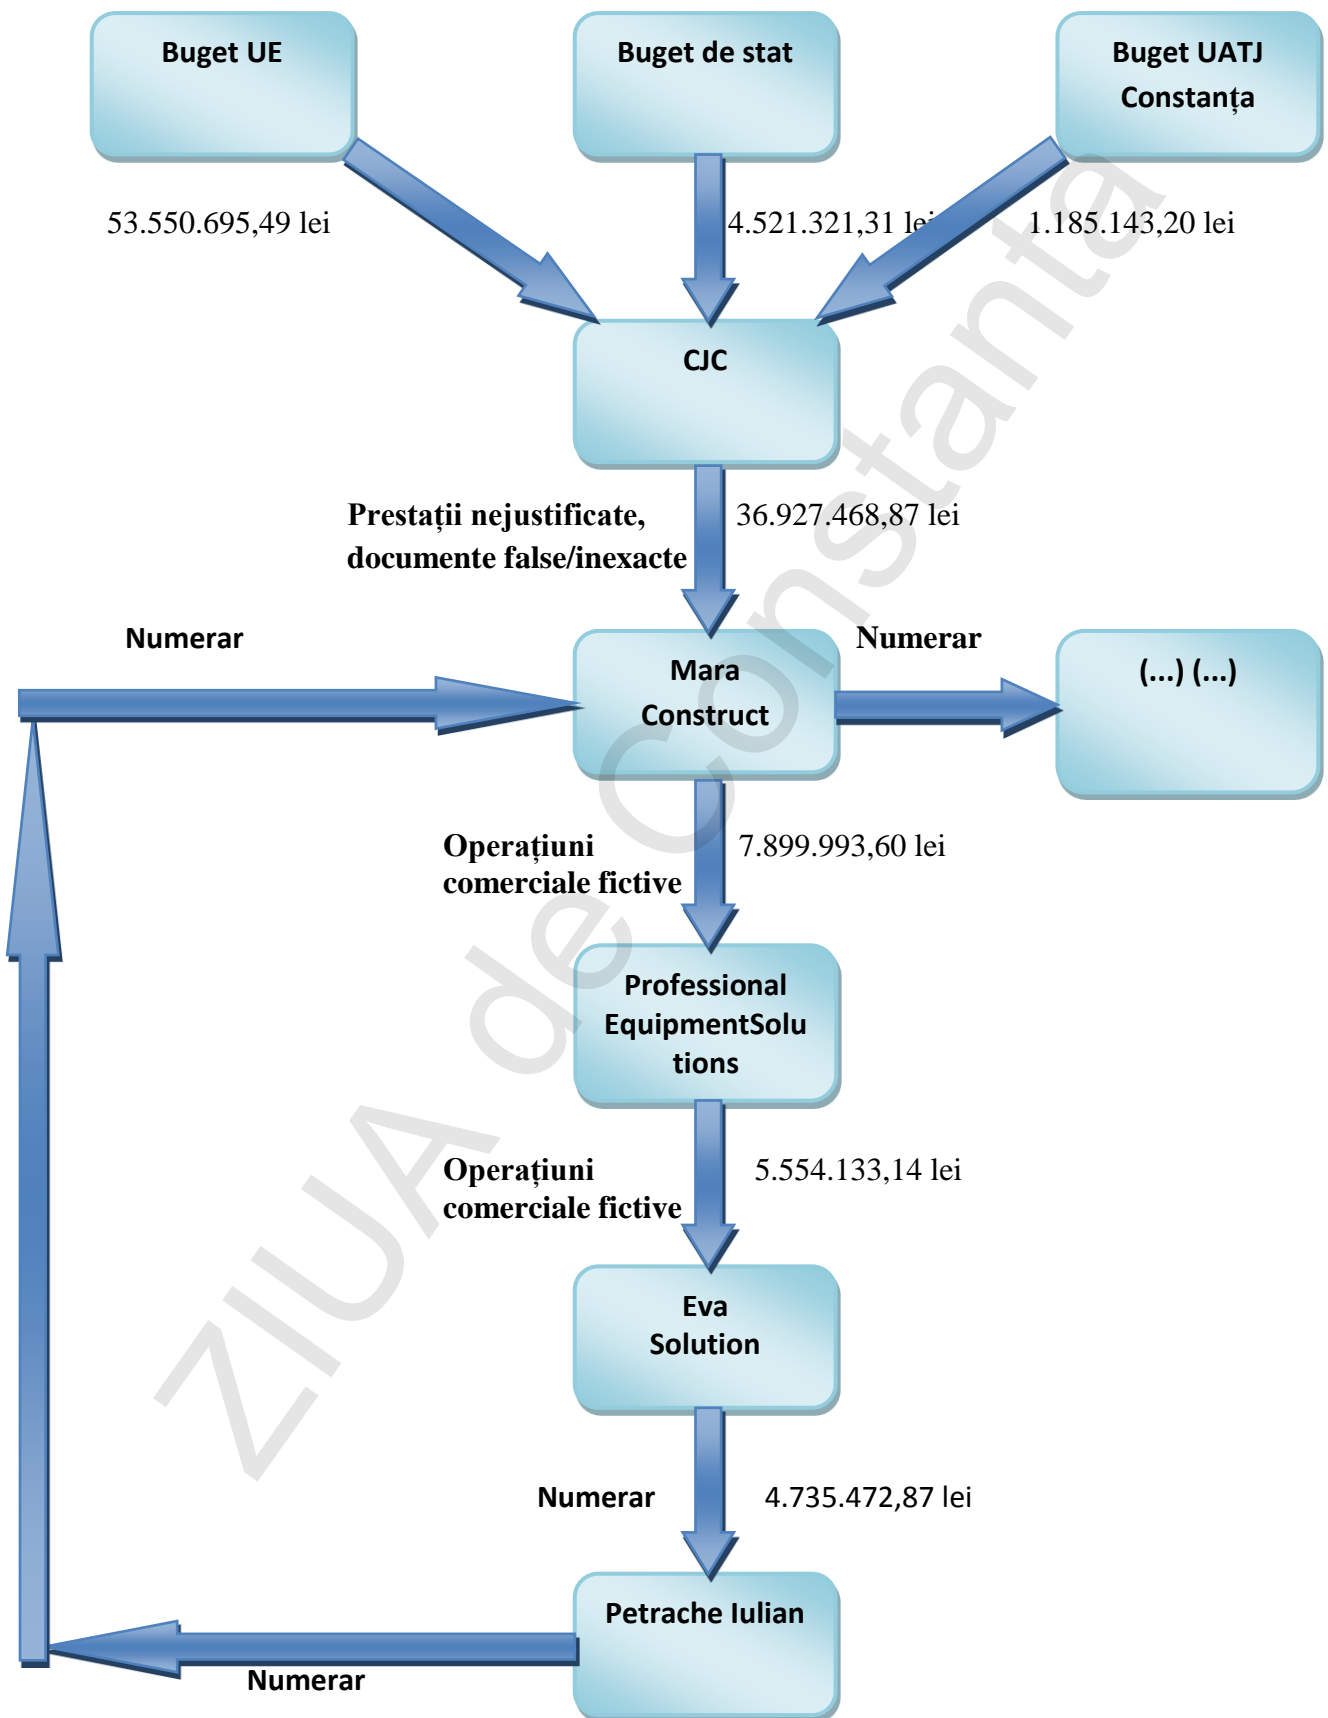 Buget UE
Buget de stat
Buget UATJ
Constanța
53.550.695,49 lei
4.521.321,31 lei
1.185.143,20 lei
CJC
Prestații nejustificate,
documente false/inexacte
36.927.468,87 lei
Numerar
Mara
Construct
Numerar
(...) (...)
Operațiuni
comerciale fictive
7.899.993,60 lei
Professional
EquipmentSolu
tions
Operațiuni
comerciale fictive
5.554.133,14 lei
Eva
Solution
Numerar
4.735.472,87 lei
Petrache Iulian
Numerar
ZIUA de Constanta